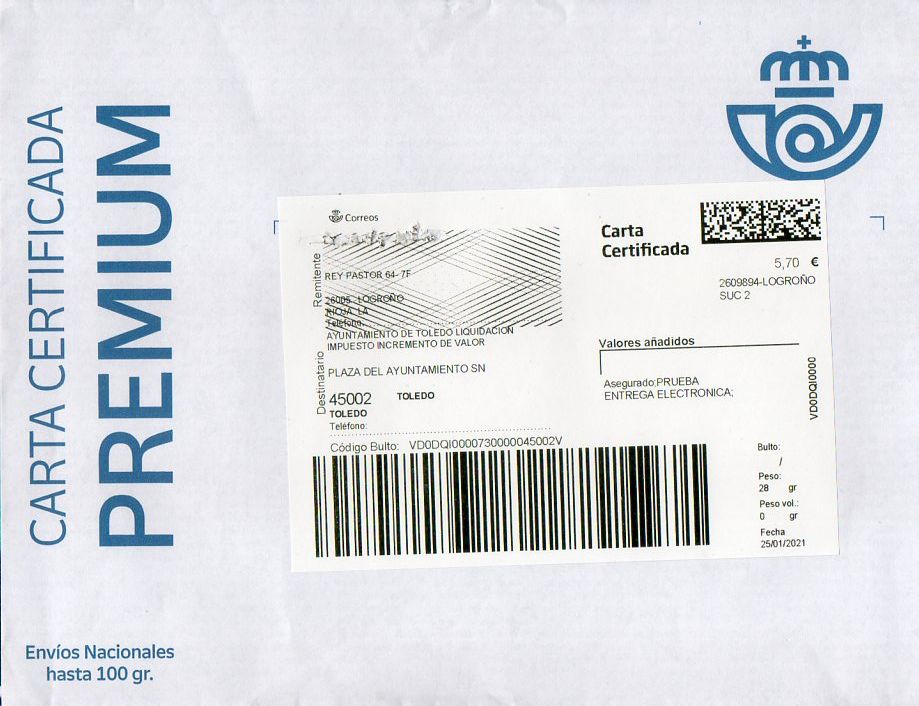 CARTA CERTIFICADA
PREMIUM
Envíos Nacionales
hasta 100 gr.
Correos
Carta
Certificada
5,70 €
2609894-LOGROÑO
SUC 2
Remitente
REY PASTOR 64- 7F
26005 LOGROÑO
RIOJA, LA
Teléfono:
Destinatario
AYUNTAMIENTO DE TOLEDO LIQUIDACION
IMPUESTO INCREMENTO DE VALOR
PLAZA DEL AYUNTAMIENTO SN
45002 TOLEDO
TOLEDO
Teléfono:
Valores añadidos
Asegurado:PRUEBA
ENTREGA ELECTRONICA;
VD0DQI0000
Código Bulto: VD0DQI0000730000045002V
Bulto:
/
Peso:
28 gr
Peso vol.:
0 gr
Fecha
25/01/2021